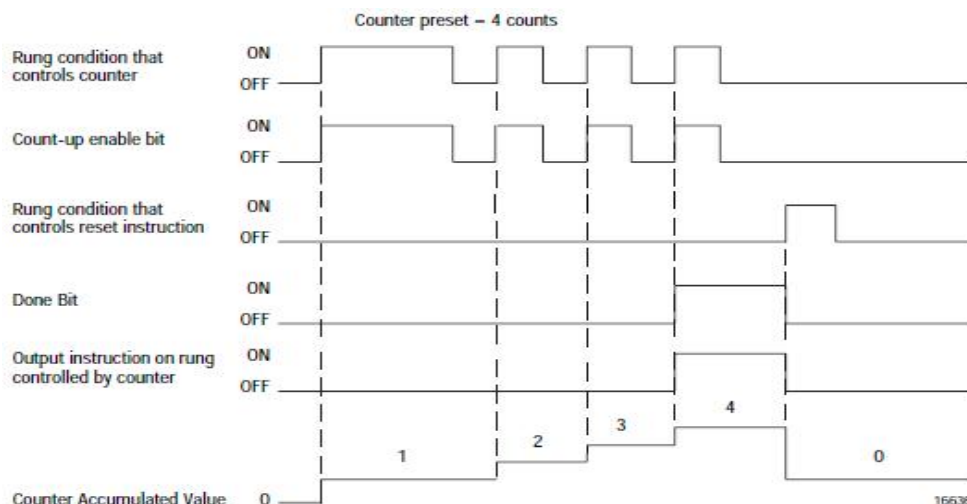 Counter preset – 4 counts
Rung condition that
controls counter
ON
OFF
Count-up enable bit
ON
OFF
Rung condition that
controls reset instruction
ON
OFF
Done Bit
ON
OFF
Output instruction on rung
controlled by counter
ON
OFF
1
2
3
4
0
Counter Accumulated Value
0
16636